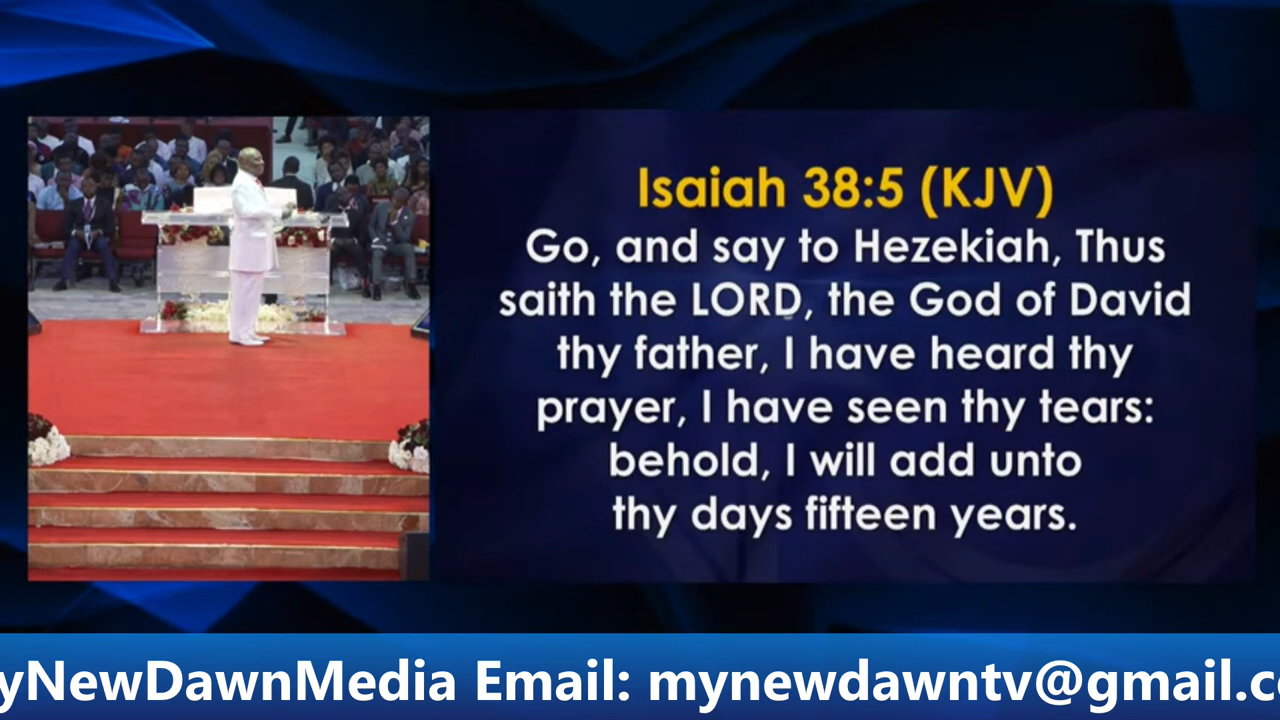 Isaiah 38:5 (KJV)
Go, and say to Hezekiah, Thus
saith the LORD, the God of David
thy father, I have heard thy
prayer, I have seen thy tears:
behold, I will add unto
thy days fifteen years.
yNewDawnMedia Email: mynewdawntv@gmail.c